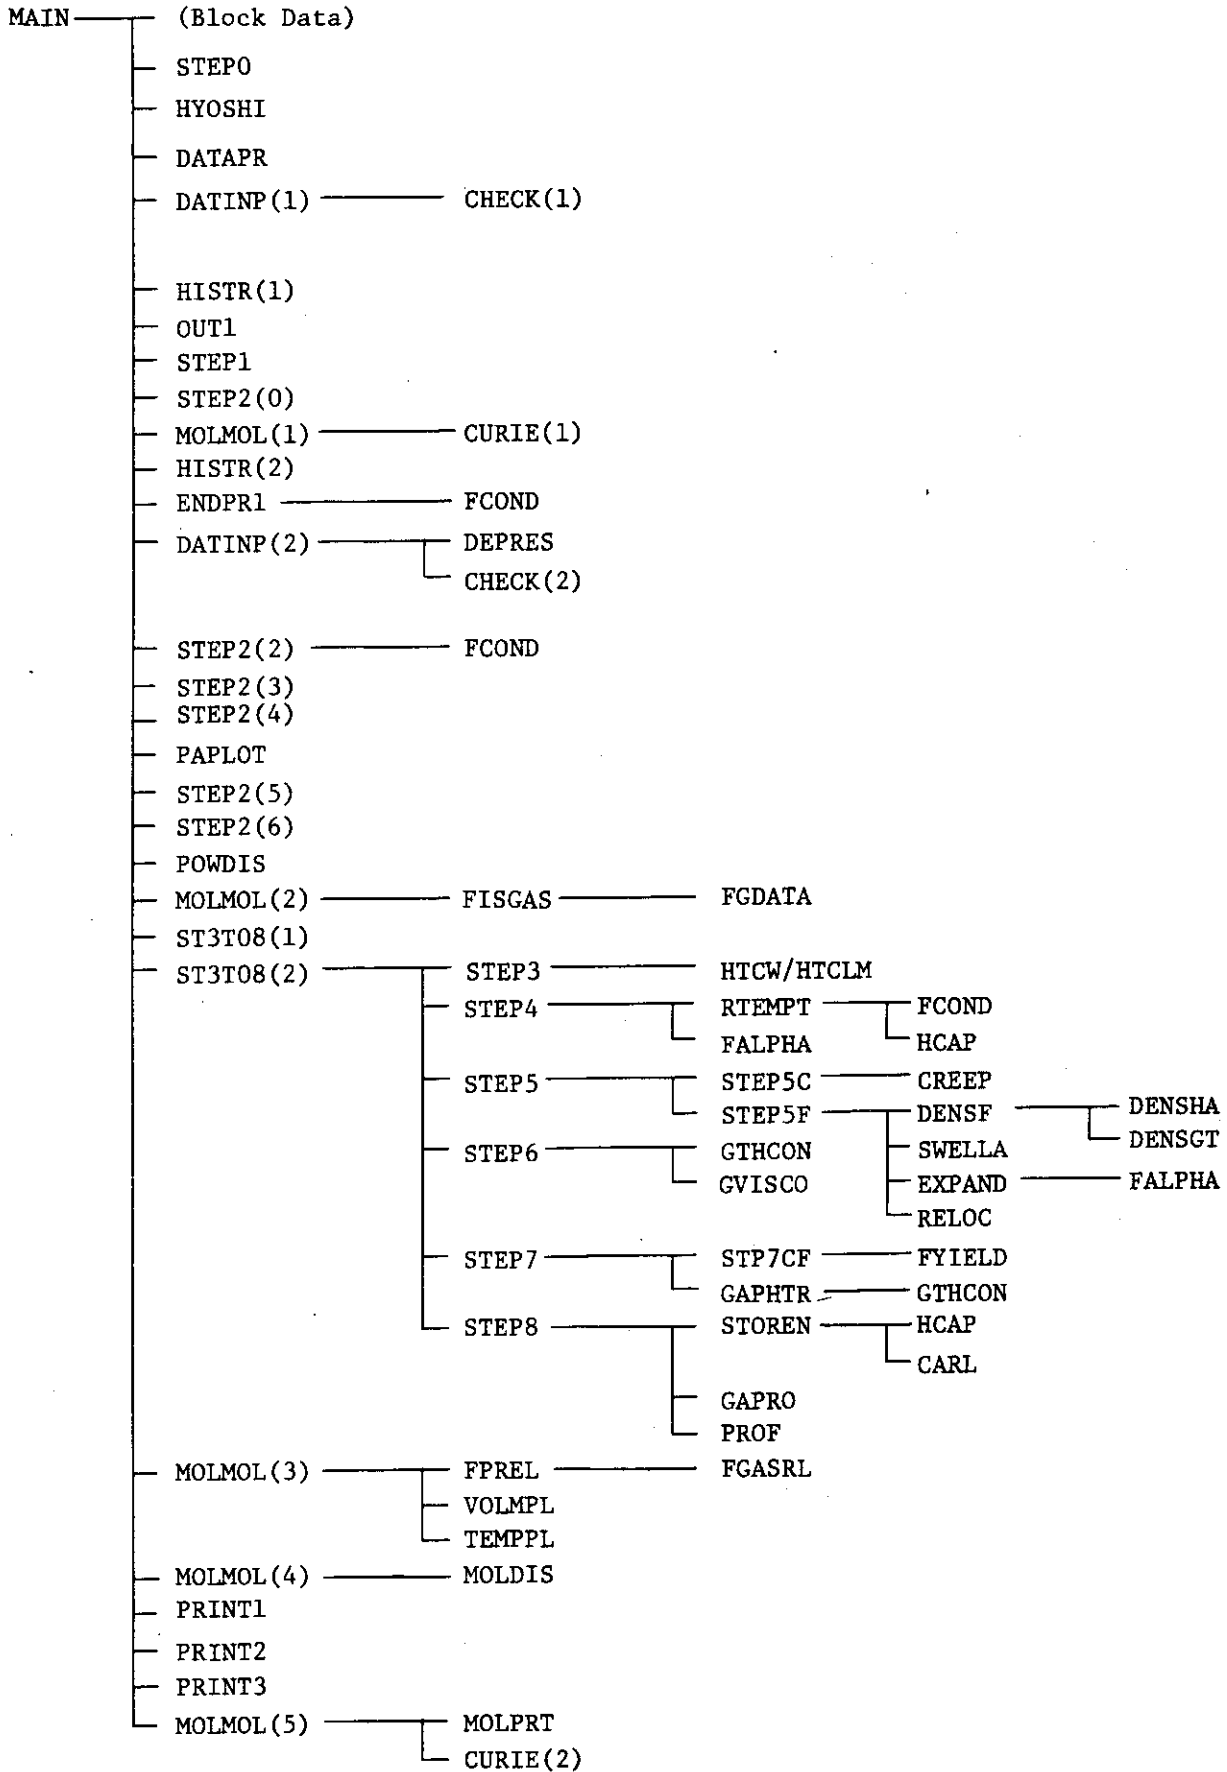 MAIN (Block Data)
STEP0
HYOSHI
DATAPR
DATINP(1) CHECK(1)
HISTR(1)
OUT1
STEP1
STEP2(0)
MOLMOL(1) CURIE(1)
HISTR(2)
ENDPR1 FCOND
DATINP(2) DEPRES
CHECK(2)
STEP2(2) FCOND
STEP2(3)
STEP2(4)
PAPLOT
STEP2(5)
STEP2(6)
POWDIS
MOLMOL(2) FISGAS FGDATA
ST3TO8(1)
ST3TO8(2) STEP3 HTCW/HTCLM
STEP4 RTEMPT FCOND
FALPHA HCAP
STEP5 STEP5C CREEP
STEP5F DENSF DENSHA
DENSGT
STEP6 GTHCON SWELLA
GVISCO EXPAND FALPHA
RELOC
STEP7 STP7CF FYIELD
GAPHTR GTHCON
STEP8 STOREN HCAP
CARL
GAPRO
PROF
MOLMOL(3) FPREL FGASRL
VOLMPL
TEMPPL
MOLMOL(4) MOLDIS
PRINT1
PRINT2
PRINT3
MOLMOL(5) MOLPRT
CURIE(2)